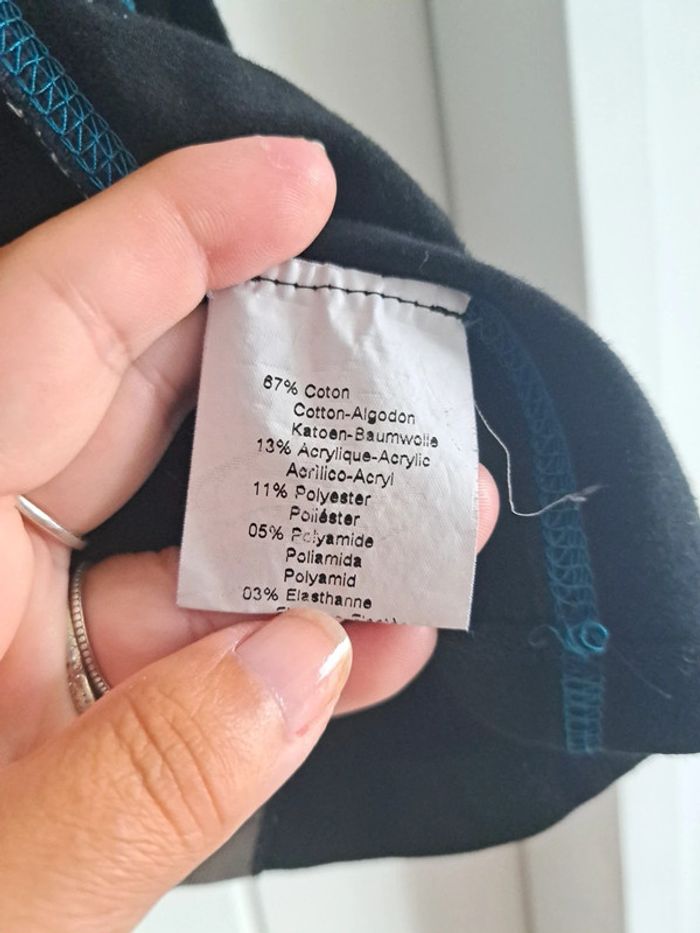 67% Coton
Cotton-Algodon
Katoen-Baumwolle
13% Acrylique-Acrylic
Acrilico-Acryl
11% Polyester
Poliéster
05% Polyamide
Poliamida
Polyamid
03% Elasthanne